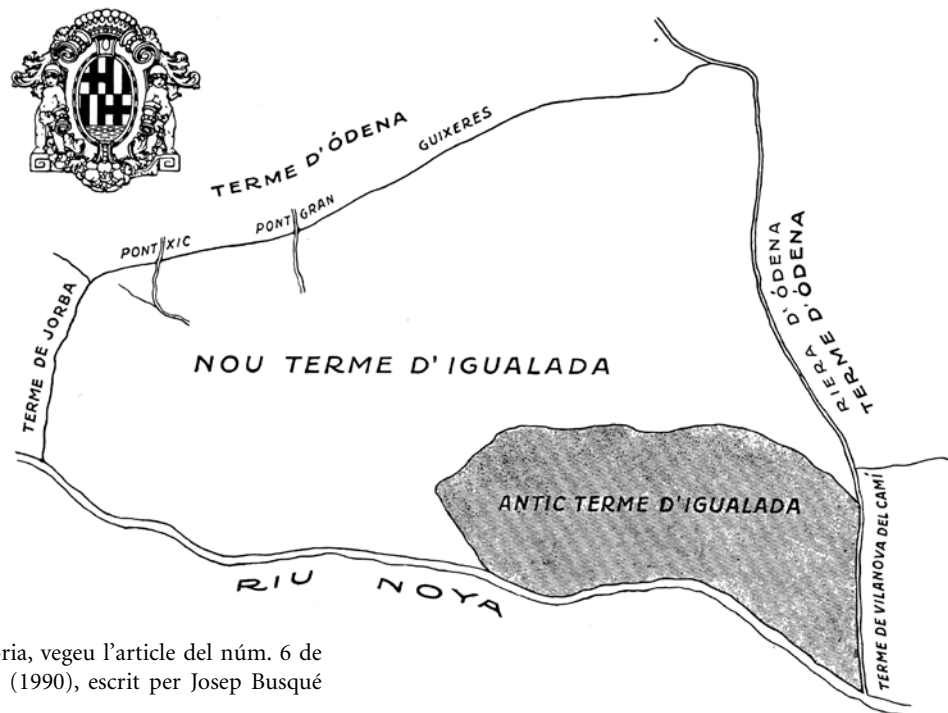 TERME D'ÓDENA
GUIXERES
PONT XIC
PONT GRAN
TERME DE JORBA
NOU TERME D'IGUALADA
RIERA D'ÓDENA
TERME D'ÓDENA
ANTIC TERME D'IGUALADA
TERME DE VILANOVA DEL CAMÍ
RIU NOYA
ria, vegeu l'article del núm. 6 de
(1990), escrit per Josep Busqué